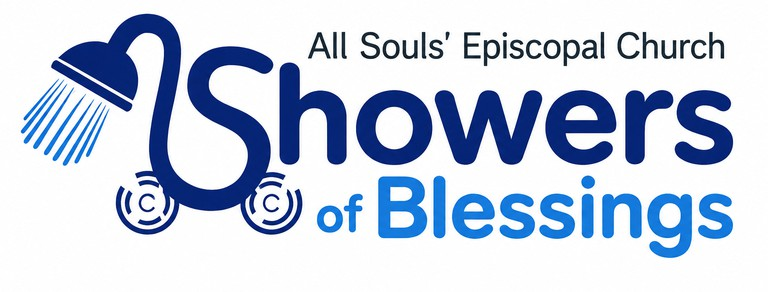 All Souls' Episcopal Church
Showers
of Blessings
C C